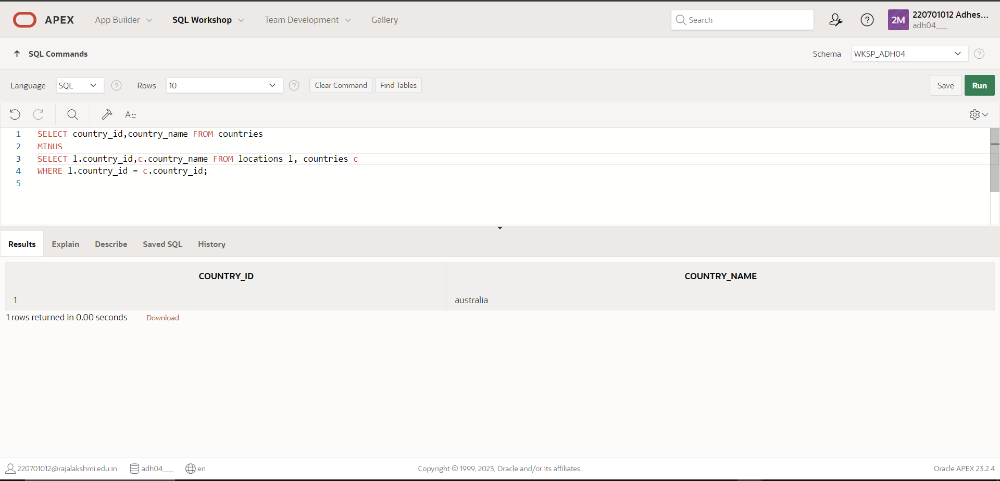 APEX App Builder SQL Workshop Team Development Gallery Search 2M 220701012 Adhes...
adh04___
SQL Commands Schema WKSP_ADH04
Language SQL Rows 10 Clear Command Find Tables Save Run
A::
1 SELECT country_id,country_name FROM countries
2 MINUS
3 SELECT l.country_id,c.country_name FROM locations l, countries c
4 WHERE l.country_id = c.country_id;
5
Results Explain Describe Saved SQL History
COUNTRY_ID COUNTRY_NAME
1 australia
1 rows returned in 0.00 seconds Download
220701012@rajalakshmi.edu.in adh04___ en Copyright © 1999, 2023, Oracle and/or its affiliates. Oracle APEX 23.2.4